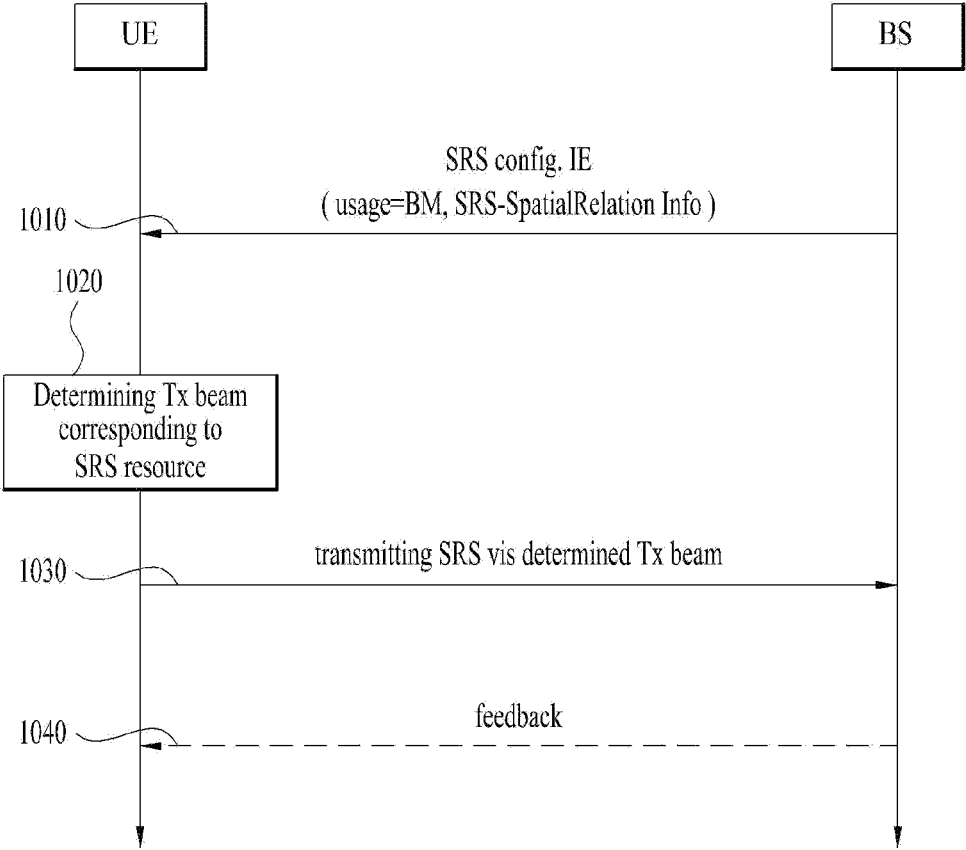 UE
BS
SRS config. IE
( usage=BM, SRS-SpatialRelation Info )
1010
1020
Determining Tx beam
corresponding to
SRS resource
transmitting SRS vis determined Tx beam
1030
feedback
1040